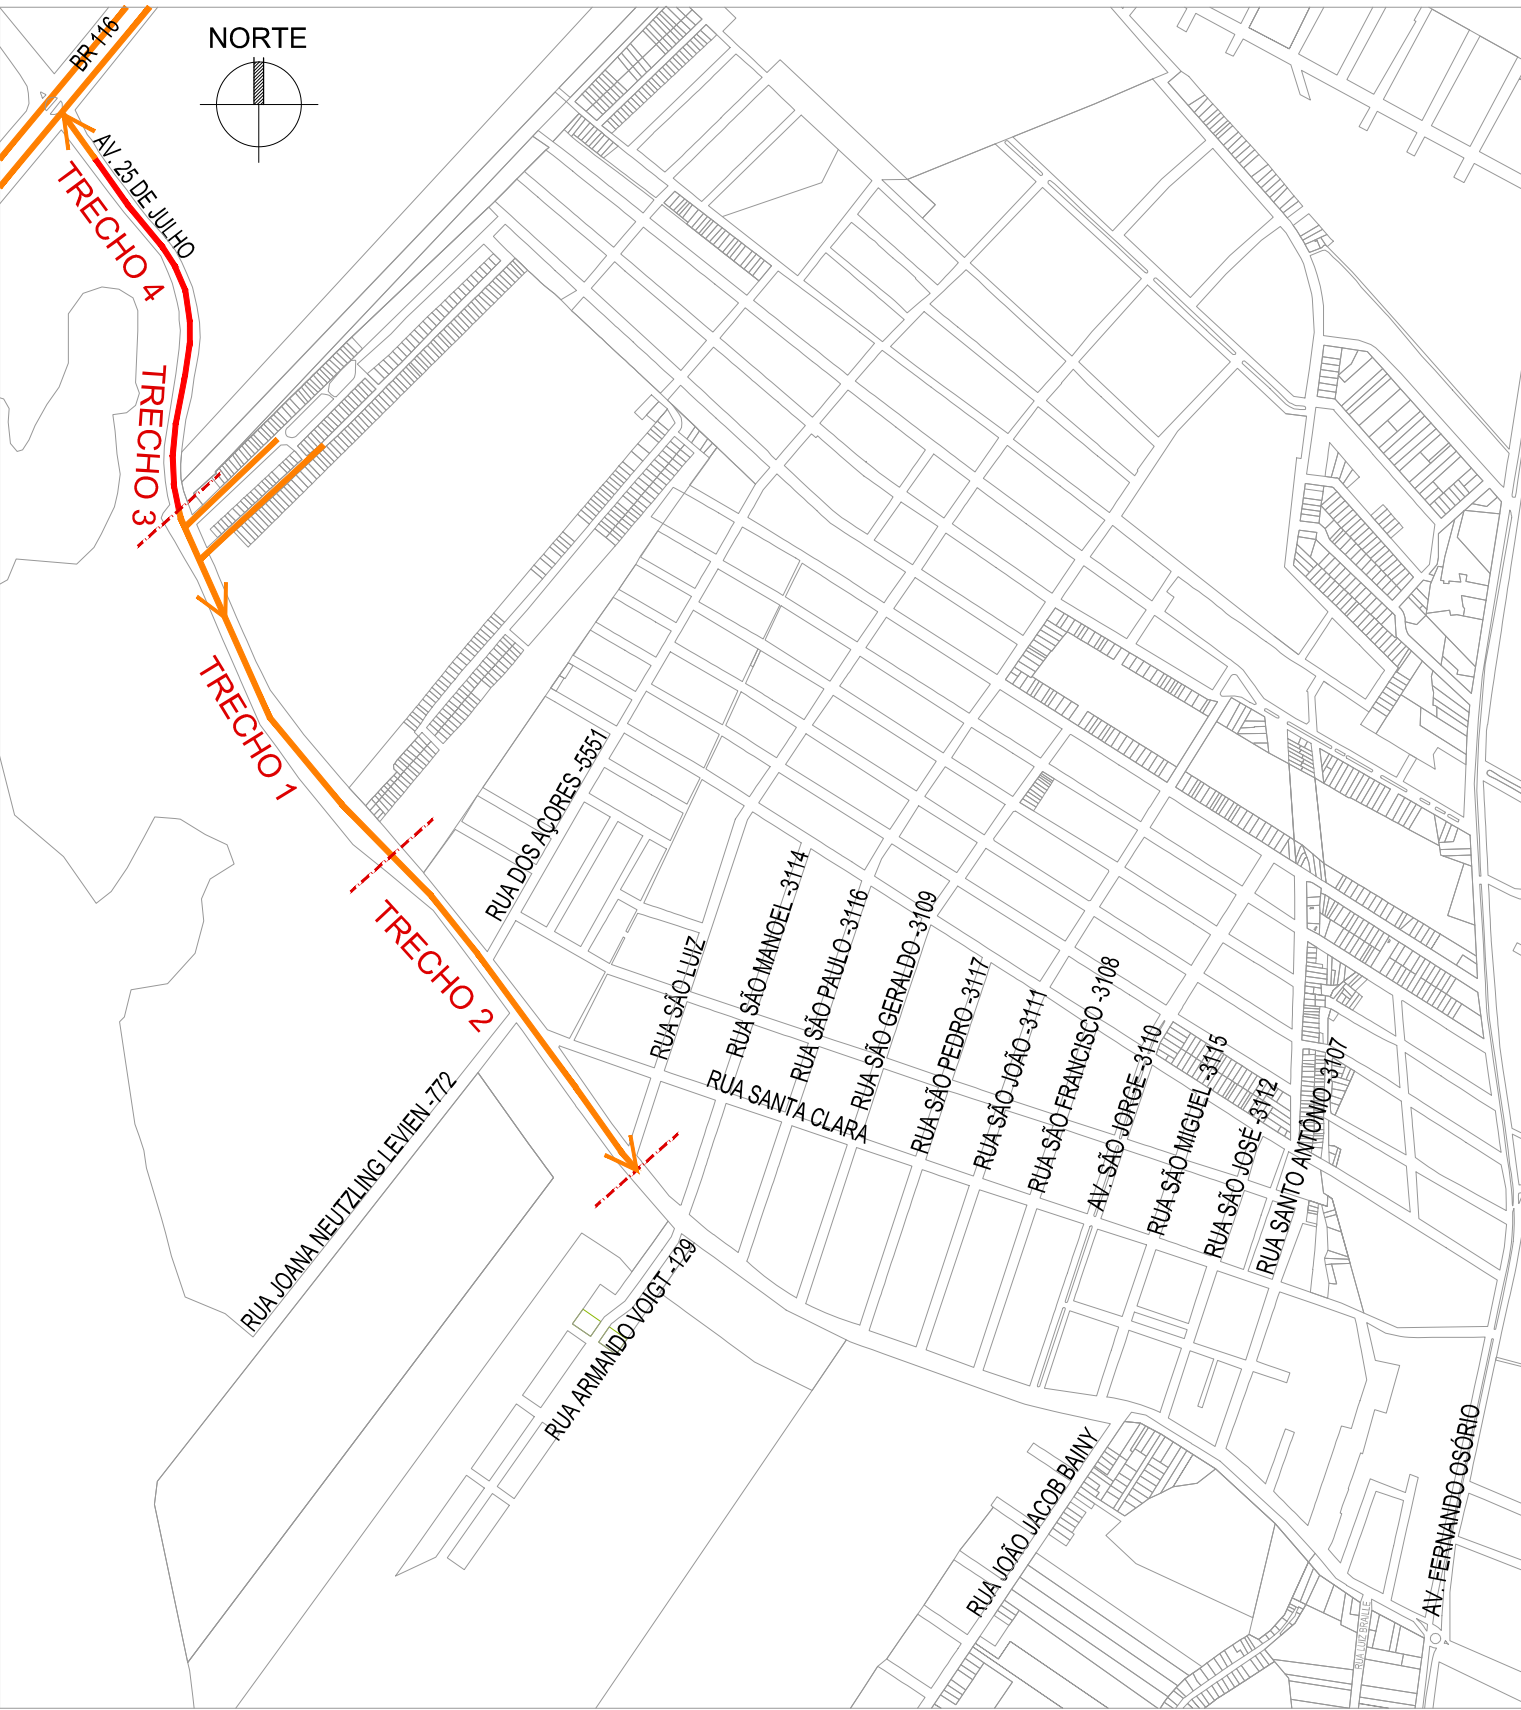 BR 116
NORTE
AV. 25 DE JULHO
TRECHO 4
TRECHO 3
TRECHO 1
TRECHO 2
RUA DOS AÇORES -5551
RUA SÃO LUIZ
RUA SÃO MANOEL -3114
RUA SÃO PAULO -3116
RUA SÃO GERALDO -3109
RUA SÃO PEDRO -3117
RUA SÃO JOÃO -3111
RUA SÃO FRANCISCO -3108
AV. SÃO JORGE -3110
RUA SÃO MIGUEL -3115
RUA SÃO JOSÉ -3112
RUA SANTO ANTÔNIO -3107
RUA SANTA CLARA
RUA JOANA NEUTZLING LEVIEN -772
RUA ARMANDO VOIGT -129
RUA JOÃO JACOB BAINY
AV. FERNANDO OSÓRIO
RUA LUIZ BRAILLE